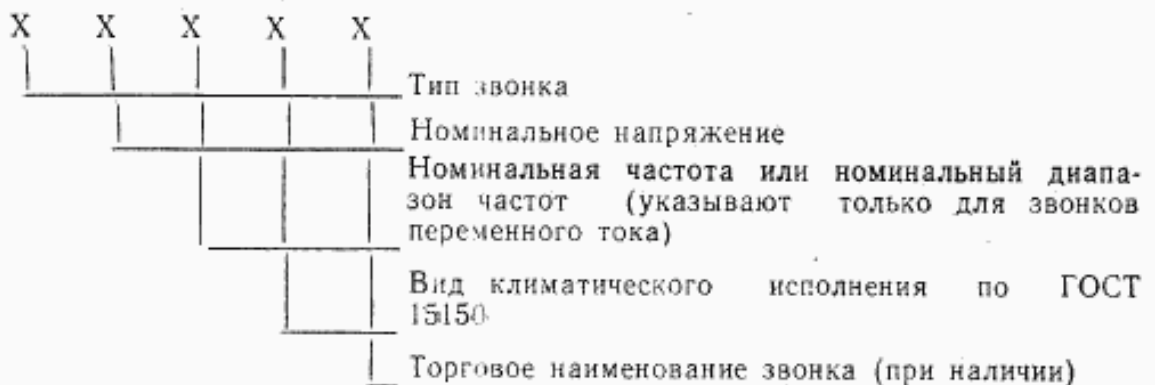 X X X X X
Тип звонка
Номинальное напряжение
Номинальная частота или номинальный диапа-
зон частот (указывают только для звонков
переменного тока)
Вид климатического исполнения по ГОСТ
15150
Торговое наименование звонка (при наличии)